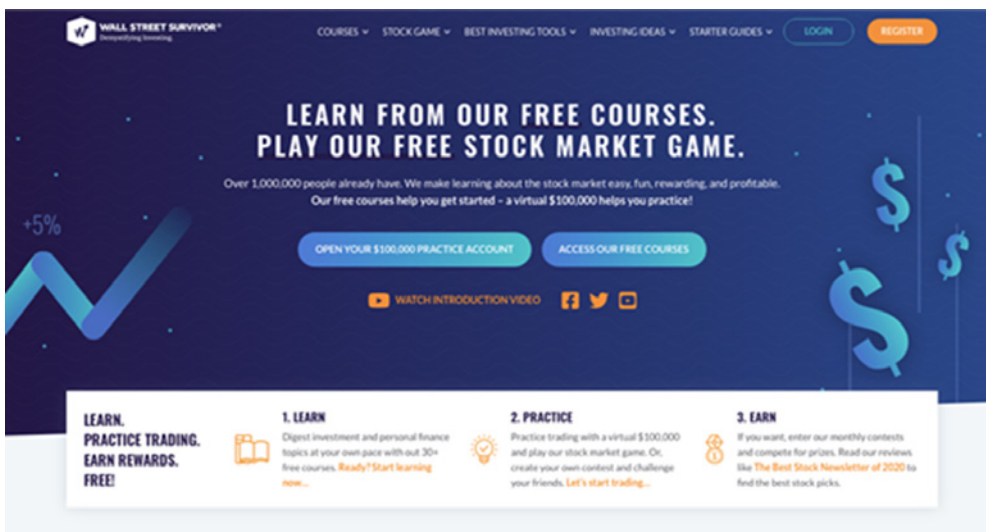 WALL STREET SURVIVOR®
Demystifying Investing
COURSES STOCK GAME BEST INVESTING TOOLS INVESTING IDEAS STARTER GUIDES LOGIN REGISTER
LEARN FROM OUR FREE COURSES.
PLAY OUR FREE STOCK MARKET GAME.
Over 1,000,000 people already have. We make learning about the stock market easy, fun, rewarding, and profitable.
Our free courses help you get started – a virtual $100,000 helps you practice!
+5%
OPEN YOUR $100,000 PRACTICE ACCOUNT ACCESS OUR FREE COURSES
WATCH INTRODUCTION VIDEO
LEARN.
PRACTICE TRADING.
EARN REWARDS.
FREE!
1. LEARN
Digest investment and personal finance
topics at your own pace with out 30+
free courses. Ready? Start learning
now...
2. PRACTICE
Practice trading with a virtual $100,000
and play our stock market game. Or,
create your own contest and challenge
your friends. Let's start trading...
3. EARN
If you want, enter our monthly contests
and compete for prizes. Read our reviews
like The Best Stock Newsletter of 2020 to
find the best stock picks.